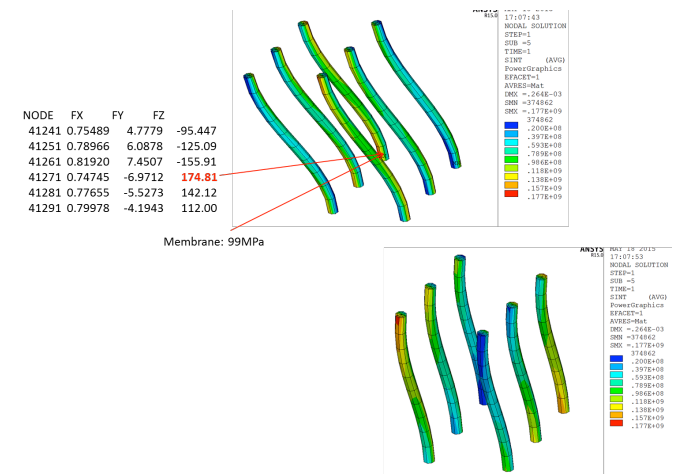 ANSYS
R15.0
17:07:43
NODAL SOLUTION
STEP=1
SUB =5
TIME=1
SINT (AVG)
PowerGraphics
EFACET=1
AVRES=Mat
DMX =.264E-03
SMN =374862
SMX =.177E+09
374862
.200E+08
.397E+08
.593E+08
.789E+08
.986E+08
.118E+09
.138E+09
.157E+09
.177E+09
NODE FX FY FZ
41241 0.75489 4.7779 -95.447
41251 0.78966 6.0878 -125.09
41261 0.81920 7.4507 -155.91
41271 0.74745 -6.9712 174.81
41281 0.77655 -5.5273 142.12
41291 0.79978 -4.1943 112.00
Membrane: 99MPa
ANSYS
R15.0
MAY 18 2015
17:07:53
NODAL SOLUTION
STEP=1
SUB =5
TIME=1
SINT (AVG)
PowerGraphics
EFACET=1
AVRES=Mat
DMX =.264E-03
SMN =374862
SMX =.177E+09
374862
.200E+08
.397E+08
.593E+08
.789E+08
.986E+08
.118E+09
.138E+09
.157E+09
.177E+09